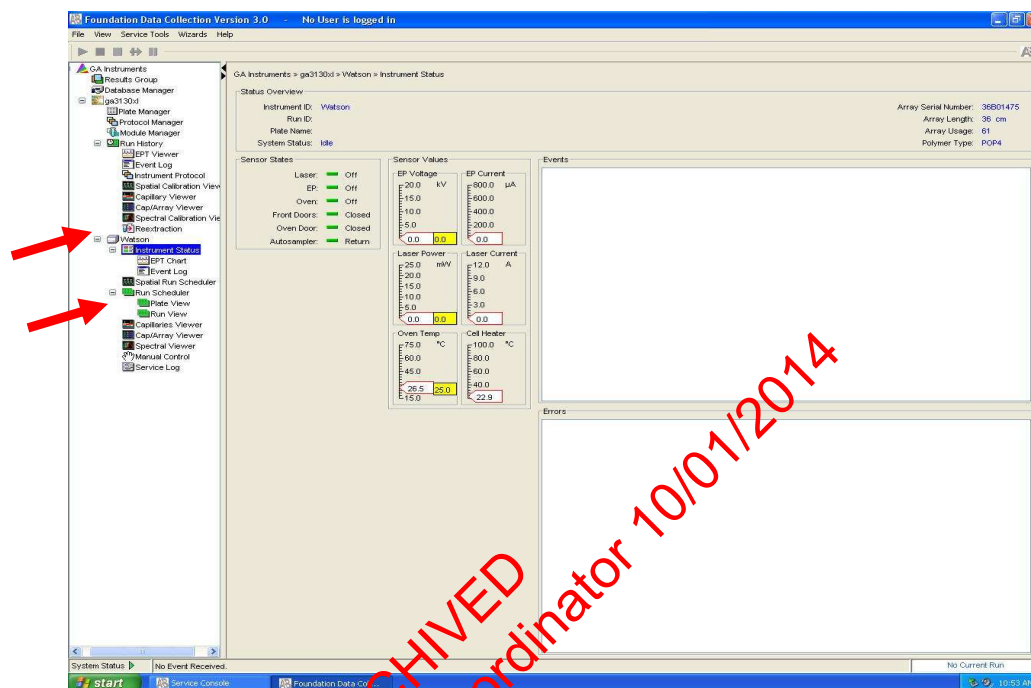 Foundation Data Collection Version 3.0 - No User is logged in
File View Service Tools Wizards Help
GA Instruments
Results Group
Database Manager
ga3130xl
Plate Manager
Protocol Manager
Module Manager
Run History
EPT Viewer
Event Log
Instrument Protocol
Spatial Calibration View
Capillary Viewer
Cap/Array Viewer
Spectral Calibration Vie
Reextraction
Watson
Instrument Status
EPT Chart
Event Log
Spatial Run Scheduler
Run Scheduler
Plate View
Run View
Capillaries Viewer
Cap/Array Viewer
Spectral Viewer
Manual Control
Service Log
GA Instruments > ga3130xl > Watson > Instrument Status
Status Overview
Instrument ID: Watson
Run ID:
Plate Name:
System Status: Idle
Array Serial Number: 36B01475
Array Length: 36 cm
Array Usage: 61
Polymer Type: POP4
Sensor States
Laser: Off
EP: Off
Oven: Off
Front Doors: Closed
Oven Door: Closed
Autosampler: Return
Sensor Values
EP Voltage
20.0 kV
15.0
10.0
5.0
0.0 0.0
EP Current
800.0 µA
600.0
400.0
200.0
0.0
Laser Power
25.0 mW
20.0
15.0
10.0
5.0
0.0 0.0
Laser Current
12.0 A
9.0
6.0
3.0
0.0
Oven Temp
75.0 °C
60.0
45.0
26.5 25.0
15.0
Cell Heater
100.0 °C
80.0
60.0
40.0
22.9
Events
Errors
CHIVED
ordinator 10/01/2014
System Status No Event Received.
No Current Run
start
Service Console
Foundation Data Col...
10:53 AM